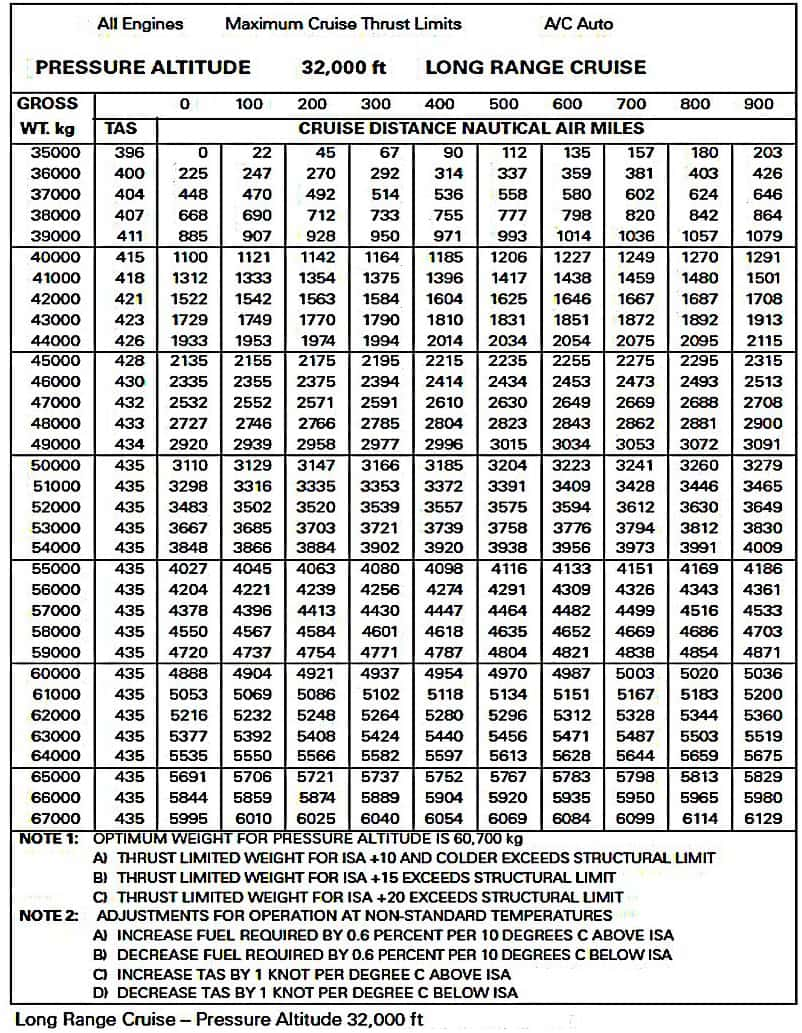 All Engines Maximum Cruise Thrust Limits A/C Auto
PRESSURE ALTITUDE 32,000 ft LONG RANGE CRUISE
GROSS 0 100 200 300 400 500 600 700 800 900
WT. kg TAS CRUISE DISTANCE NAUTICAL AIR MILES
35000 396 0 22 45 67 90 112 135 157 180 203
36000 400 225 247 270 292 314 337 359 381 403 426
37000 404 448 470 492 514 536 558 580 602 624 646
38000 407 668 690 712 733 755 777 798 820 842 864
39000 411 885 907 928 950 971 993 1014 1036 1057 1079
40000 415 1100 1121 1142 1164 1185 1206 1227 1249 1270 1291
41000 418 1312 1333 1354 1375 1396 1417 1438 1459 1480 1501
42000 421 1522 1542 1563 1584 1604 1625 1646 1667 1687 1708
43000 423 1729 1749 1770 1790 1810 1831 1851 1872 1892 1913
44000 426 1933 1953 1974 1994 2014 2034 2054 2075 2095 2115
45000 428 2135 2155 2175 2195 2215 2235 2255 2275 2295 2315
46000 430 2335 2355 2375 2394 2414 2434 2453 2473 2493 2513
47000 432 2532 2552 2571 2591 2610 2630 2649 2669 2688 2708
48000 433 2727 2746 2766 2785 2804 2823 2843 2862 2881 2900
49000 434 2920 2939 2958 2977 2996 3015 3034 3053 3072 3091
50000 435 3110 3129 3147 3166 3185 3204 3223 3241 3260 3279
51000 435 3298 3316 3335 3353 3372 3391 3409 3428 3446 3465
52000 435 3483 3502 3520 3539 3557 3575 3594 3612 3630 3649
53000 435 3667 3685 3703 3721 3739 3758 3776 3794 3812 3830
54000 435 3848 3866 3884 3902 3920 3938 3956 3973 3991 4009
55000 435 4027 4045 4063 4080 4098 4116 4133 4151 4169 4186
56000 435 4204 4221 4239 4256 4274 4291 4309 4326 4343 4361
57000 435 4378 4396 4413 4430 4447 4464 4482 4499 4516 4533
58000 435 4550 4567 4584 4601 4618 4635 4652 4669 4686 4703
59000 435 4720 4737 4754 4771 4787 4804 4821 4838 4854 4871
60000 435 4888 4904 4921 4937 4954 4970 4987 5003 5020 5036
61000 435 5053 5069 5086 5102 5118 5134 5151 5167 5183 5200
62000 435 5216 5232 5248 5264 5280 5296 5312 5328 5344 5360
63000 435 5377 5392 5408 5424 5440 5456 5471 5487 5503 5519
64000 435 5535 5550 5566 5582 5597 5613 5628 5644 5659 5675
65000 435 5691 5706 5721 5737 5752 5767 5783 5798 5813 5829
66000 435 5844 5859 5874 5889 5904 5920 5935 5950 5965 5980
67000 435 5995 6010 6025 6040 6054 6069 6084 6099 6114 6129
NOTE 1: OPTIMUM WEIGHT FOR PRESSURE ALTITUDE IS 60,700 kg
A) THRUST LIMITED WEIGHT FOR ISA +10 AND COLDER EXCEEDS STRUCTURAL LIMIT
B) THRUST LIMITED WEIGHT FOR ISA +15 EXCEEDS STRUCTURAL LIMIT
C) THRUST LIMITED WEIGHT FOR ISA +20 EXCEEDS STRUCTURAL LIMIT
NOTE 2: ADJUSTMENTS FOR OPERATION AT NON-STANDARD TEMPERATURES
A) INCREASE FUEL REQUIRED BY 0.6 PERCENT PER 10 DEGREES C ABOVE ISA
B) DECREASE FUEL REQUIRED BY 0.6 PERCENT PER 10 DEGREES C BELOW ISA
C) INCREASE TAS BY 1 KNOT PER DEGREE C ABOVE ISA
D) DECREASE TAS BY 1 KNOT PER DEGREE C BELOW ISA
Long Range Cruise – Pressure Altitude 32,000 ft